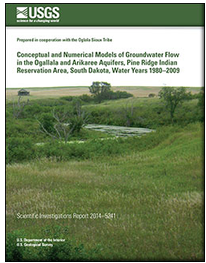 USGS
science for a changing world
Prepared in cooperation with the Oglala Sioux Tribe
Conceptual and Numerical Models of Groundwater Flow
in the Ogallala and Arikaree Aquifers, Pine Ridge Indian
Reservation Area, South Dakota, Water Years 1980–2009
Scientific Investigations Report 2014–5241
U.S. Department of the Interior
U.S. Geological Survey